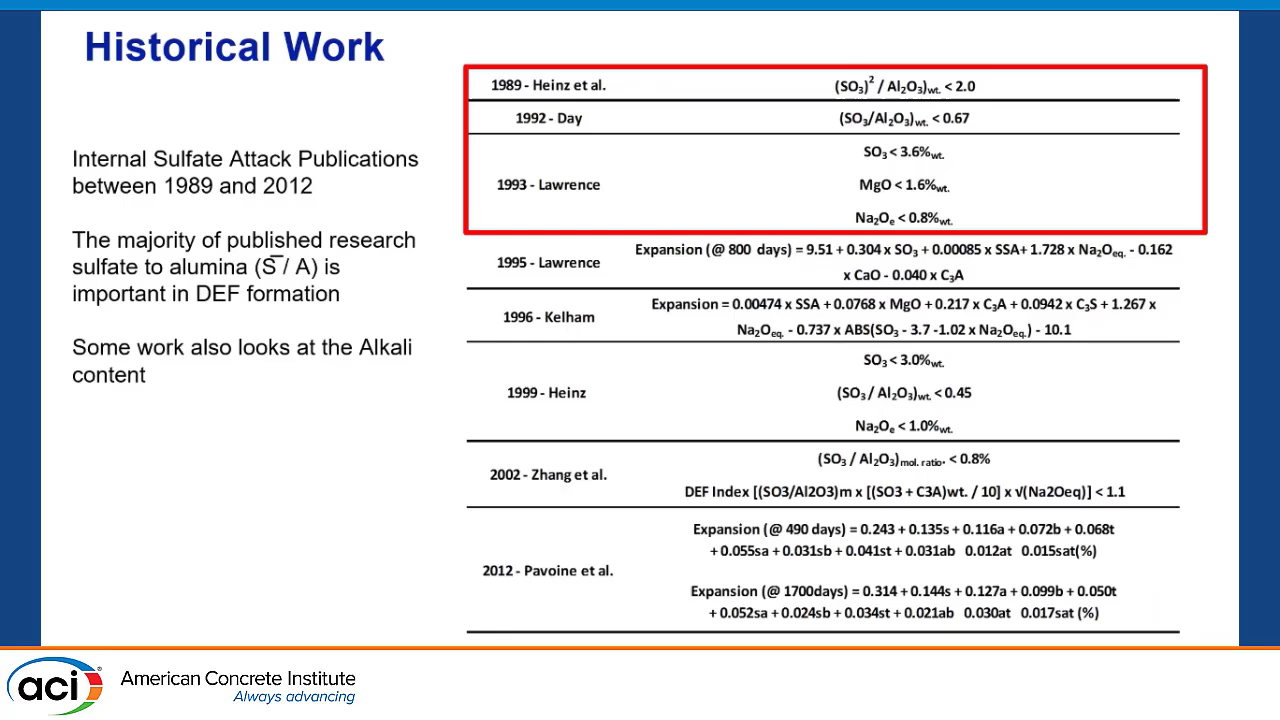 Historical Work
Internal Sulfate Attack Publications
between 1989 and 2012
The majority of published research
sulfate to alumina (S̅ / A) is
important in DEF formation
Some work also looks at the Alkali
content
1989 - Heinz et al. (SO₃)² / Al₂O₃)wt. < 2.0
1992 - Day (SO₃/Al₂O₃)wt. < 0.67
SO₃ < 3.6%wt.
1993 - Lawrence MgO < 1.6%wt.
Na₂Oₑ < 0.8%wt.
Expansion (@ 800 days) = 9.51 + 0.304 x SO₃ + 0.00085 x SSA+ 1.728 x Na₂Oeq. - 0.162
1995 - Lawrence
x CaO - 0.040 x C₃A
Expansion = 0.00474 x SSA + 0.0768 x MgO + 0.217 x C₃A + 0.0942 x C₃S + 1.267 x
1996 - Kelham
Na₂Oeq. - 0.737 x ABS(SO₃ - 3.7 -1.02 x Na₂Oeq.) - 10.1
SO₃ < 3.0%wt.
1999 - Heinz (SO₃ / Al₂O₃)wt. < 0.45
Na₂Oₑ < 1.0%wt.
(SO₃ / Al₂O₃)mol. ratio. < 0.8%
2002 - Zhang et al.
DEF Index [(SO3/Al2O3)m x [(SO3 + C3A)wt. / 10] x √(Na2Oeq)] < 1.1
Expansion (@ 490 days) = 0.243 + 0.135s + 0.116a + 0.072b + 0.068t
+ 0.055sa + 0.031sb + 0.041st + 0.031ab 0.012at 0.015sat(%)
2012 - Pavoine et al.
Expansion (@ 1700days) = 0.314 + 0.144s + 0.127a + 0.099b + 0.050t
+ 0.052sa + 0.024sb + 0.034st + 0.021ab 0.030at 0.017sat (%)
aci®
American Concrete Institute
Always advancing